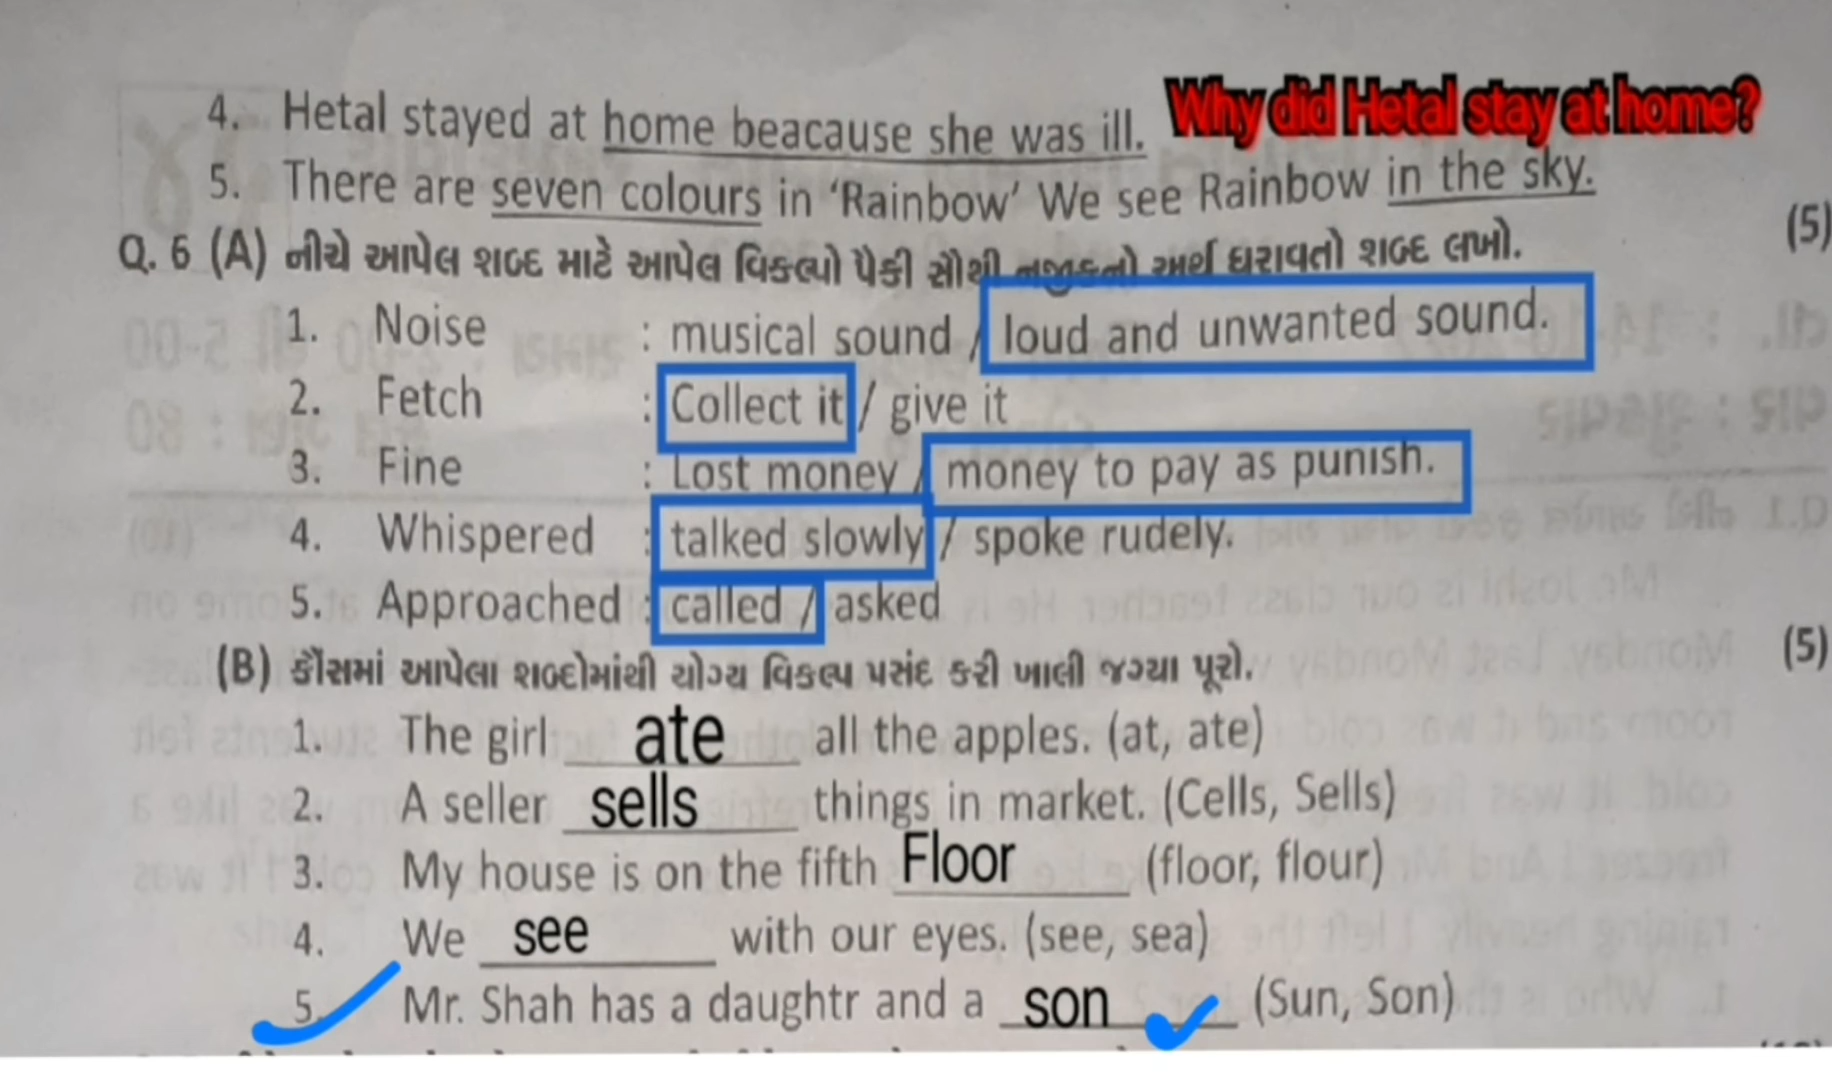 4. Hetal stayed at home beacause she was ill. Why did Hetal stay at home?
5. There are seven colours in 'Rainbow' We see Rainbow in the sky.
Q. 6 (A) નીચે આપેલ શબ્દ માટે આપેલ વિકલ્પો પૈકી સૌથી નજીકનો અર્થ ધરાવતો શબ્દ લખો. (5)
1. Noise : musical sound / loud and unwanted sound.
2. Fetch : Collect it / give it
3. Fine : Lost money / money to pay as punish.
4. Whispered : talked slowly / spoke rudely.
5. Approached : called / asked
(B) કૌસમાં આપેલા શબ્દોમાંથી યોગ્ય વિકલ્પ પસંદ કરી ખાલી જગ્યા પૂરો. (5)
1. The girl ate all the apples. (at, ate)
2. A seller sells things in market. (Cells, Sells)
3. My house is on the fifth Floor (floor, flour)
4. We see with our eyes. (see, sea)
5. Mr. Shah has a daughtr and a son (Sun, Son)